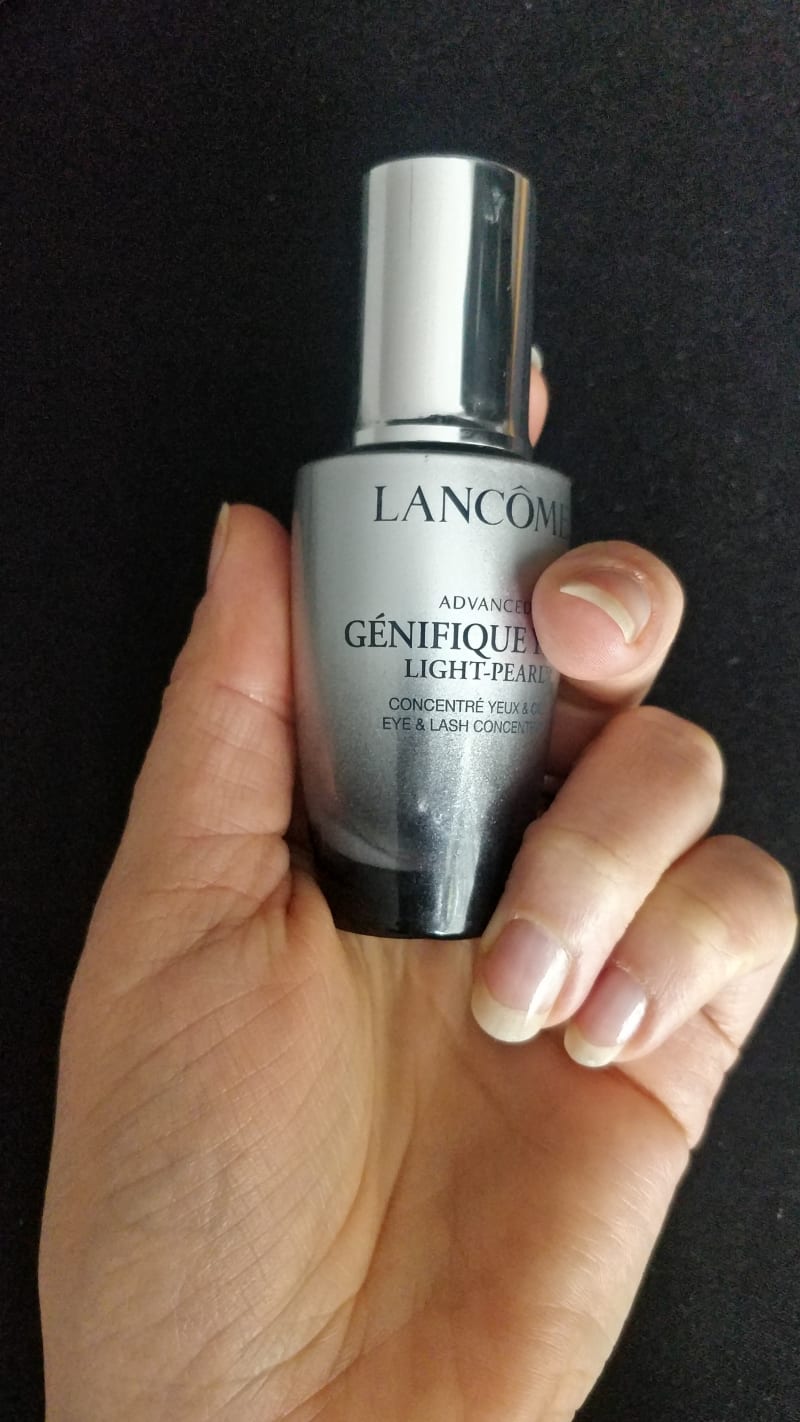 LANCÔME
ADVANCED
GÉNIFIQUE
LIGHT-PEARL
CONCENTRÉ YEUX &
EYE & LASH